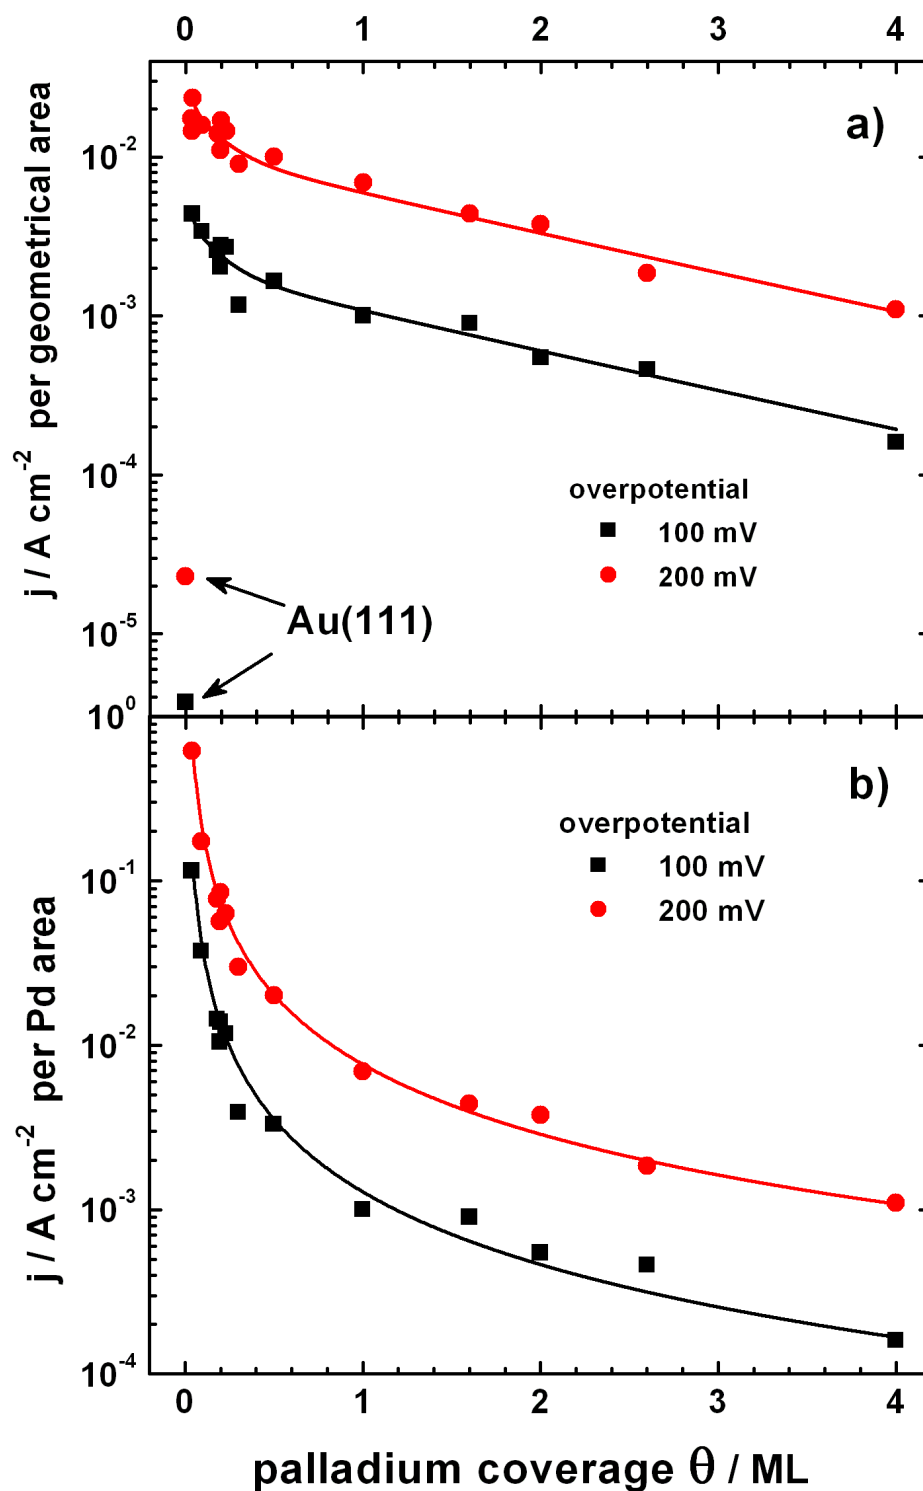 0 1 2 3 4
a)
j / A cm⁻² per geometrical area
10⁻²
10⁻³
10⁻⁴
10⁻⁵
overpotential
100 mV
200 mV
Au(111)
10⁰
b)
j / A cm⁻² per Pd area
10⁻¹
10⁻²
10⁻³
10⁻⁴
overpotential
100 mV
200 mV
0 1 2 3 4
palladium coverage θ / ML